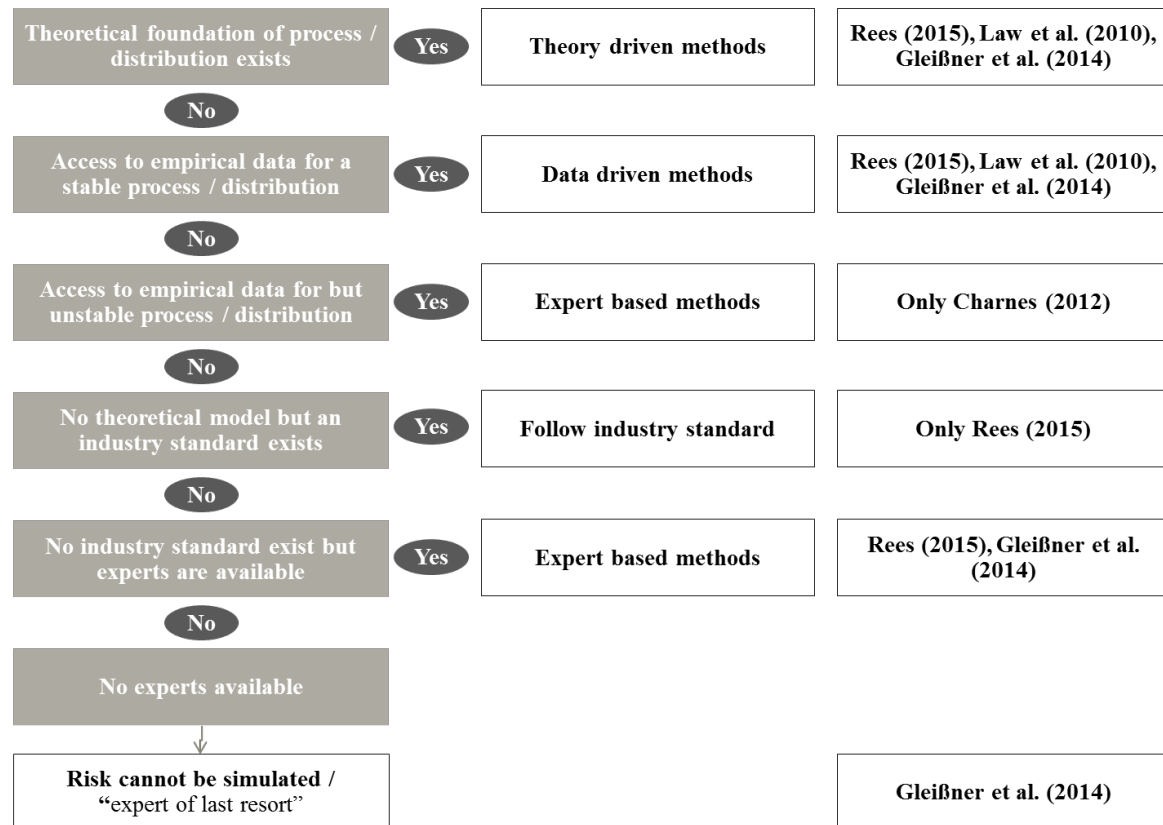 Theoretical foundation of process /
distribution exists
Yes
Theory driven methods
Rees (2015), Law et al. (2010),
Gleißner et al. (2014)
No
Access to empirical data for a
stable process / distribution
Yes
Data driven methods
Rees (2015), Law et al. (2010),
Gleißner et al. (2014)
No
Access to empirical data for but
unstable process / distribution
Yes
Expert based methods
Only Charnes (2012)
No
No theoretical model but an
industry standard exists
Yes
Follow industry standard
Only Rees (2015)
No
No industry standard exist but
experts are available
Yes
Expert based methods
Rees (2015), Gleißner et al.
(2014)
No
No experts available
Risk cannot be simulated /
“expert of last resort”
Gleißner et al. (2014)